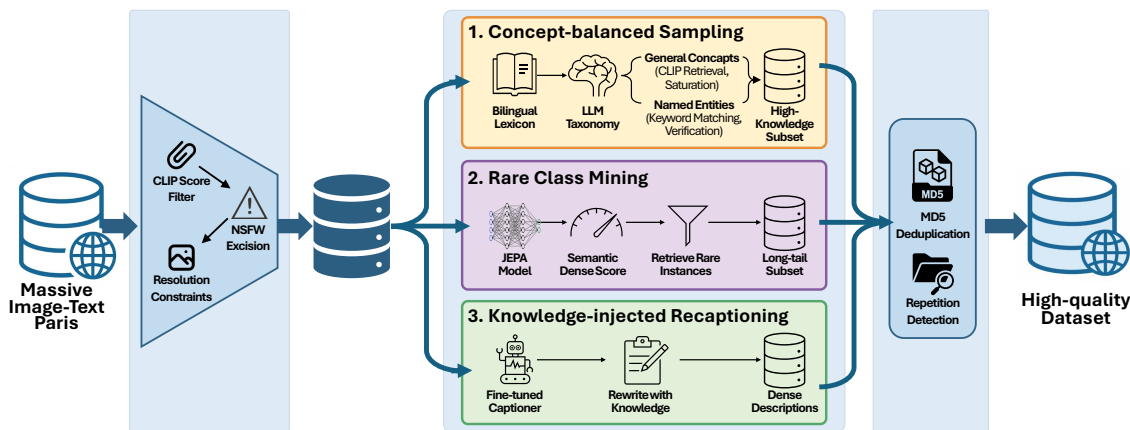 Massive
Image-Text
Paris
CLIP Score
Filter
NSFW
Excision
Resolution
Constraints
1. Concept-balanced Sampling
Bilingual
Lexicon
LLM
Taxonomy
General Concepts
(CLIP Retrieval,
Saturation)
Named Entities
(Keyword Matching,
Verification)
High-
Knowledge
Subset
2. Rare Class Mining
JEPA
Model
Semantic
Dense Score
Retrieve Rare
Instances
Long-tail
Subset
3. Knowledge-injected Recaptioning
Fine-tuned
Captioner
Rewrite with
Knowledge
Dense
Descriptions
MD5
MD5
Deduplication
Repetition
Detection
High-quality
Dataset